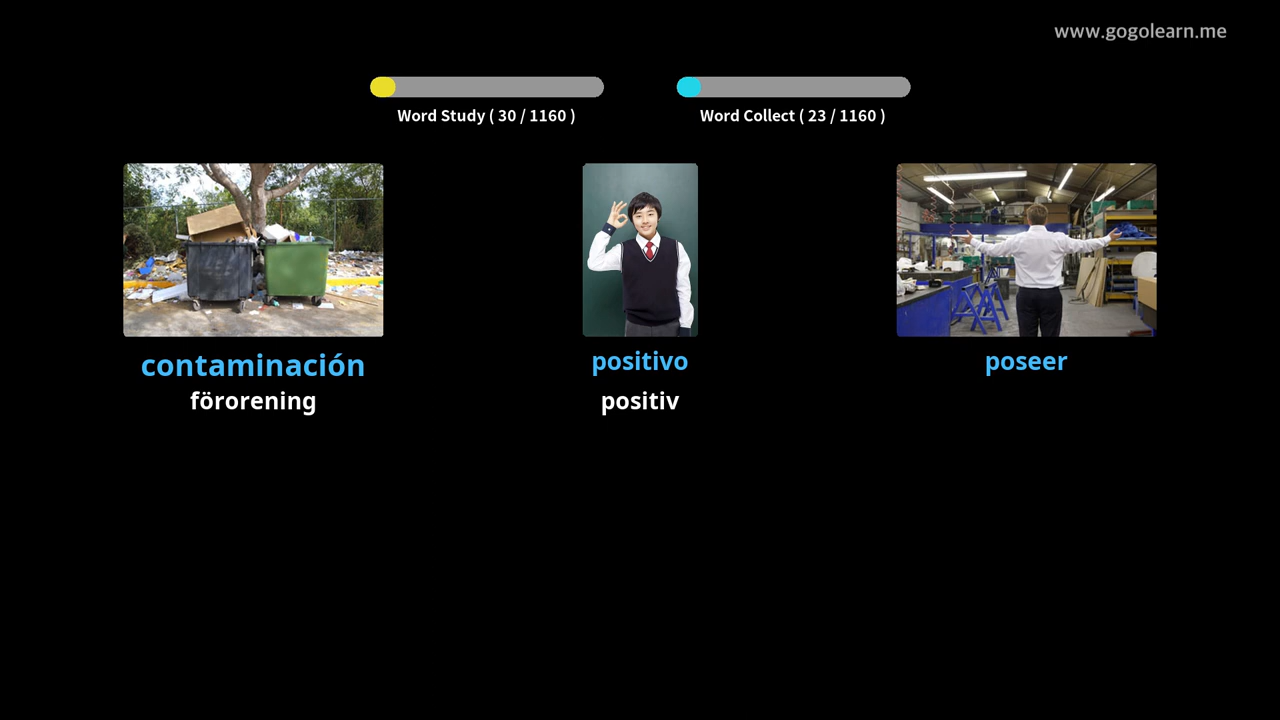 www.gogolearn.me
Word Study ( 30 / 1160 )
Word Collect ( 23 / 1160 )
contaminación
förorening
positivo
positiv
poseer